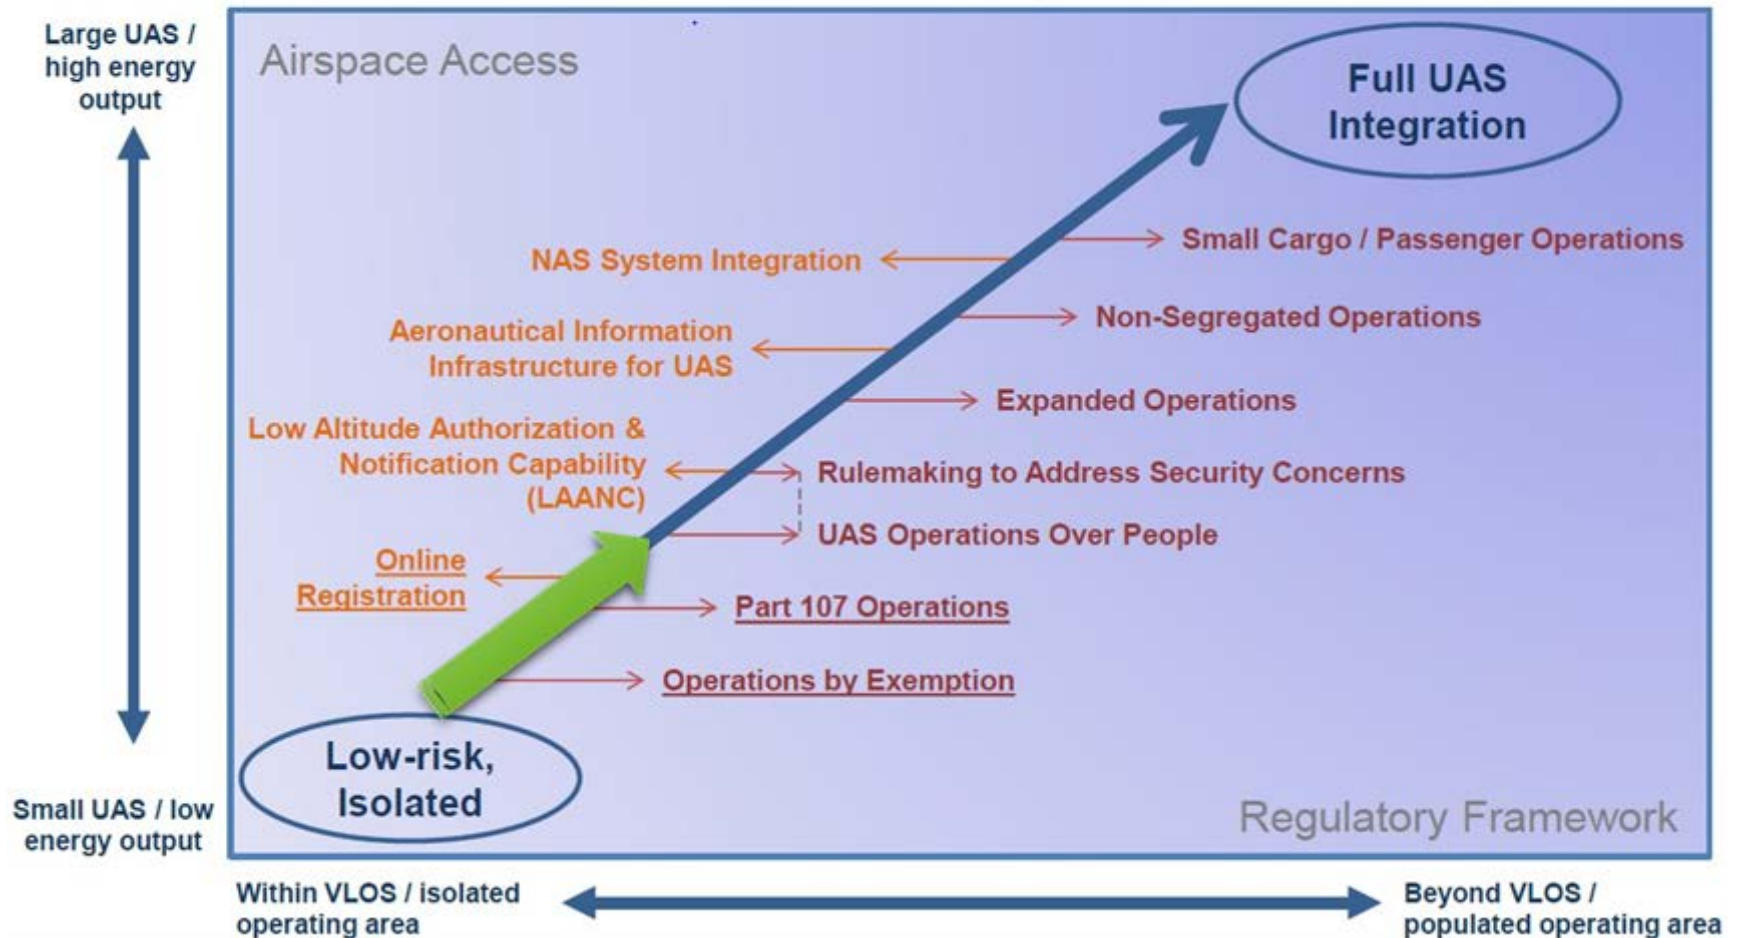 Large UAS /
high energy
output
Airspace Access
Full UAS
Integration
Small Cargo / Passenger Operations
NAS System Integration
Non-Segregated Operations
Aeronautical Information
Infrastructure for UAS
Expanded Operations
Low Altitude Authorization &
Notification Capability
(LAANC)
Rulemaking to Address Security Concerns
UAS Operations Over People
Online
Registration
Part 107 Operations
Operations by Exemption
Low-risk,
Isolated
Small UAS / low
energy output
Regulatory Framework
Within VLOS / isolated
operating area
Beyond VLOS /
populated operating area